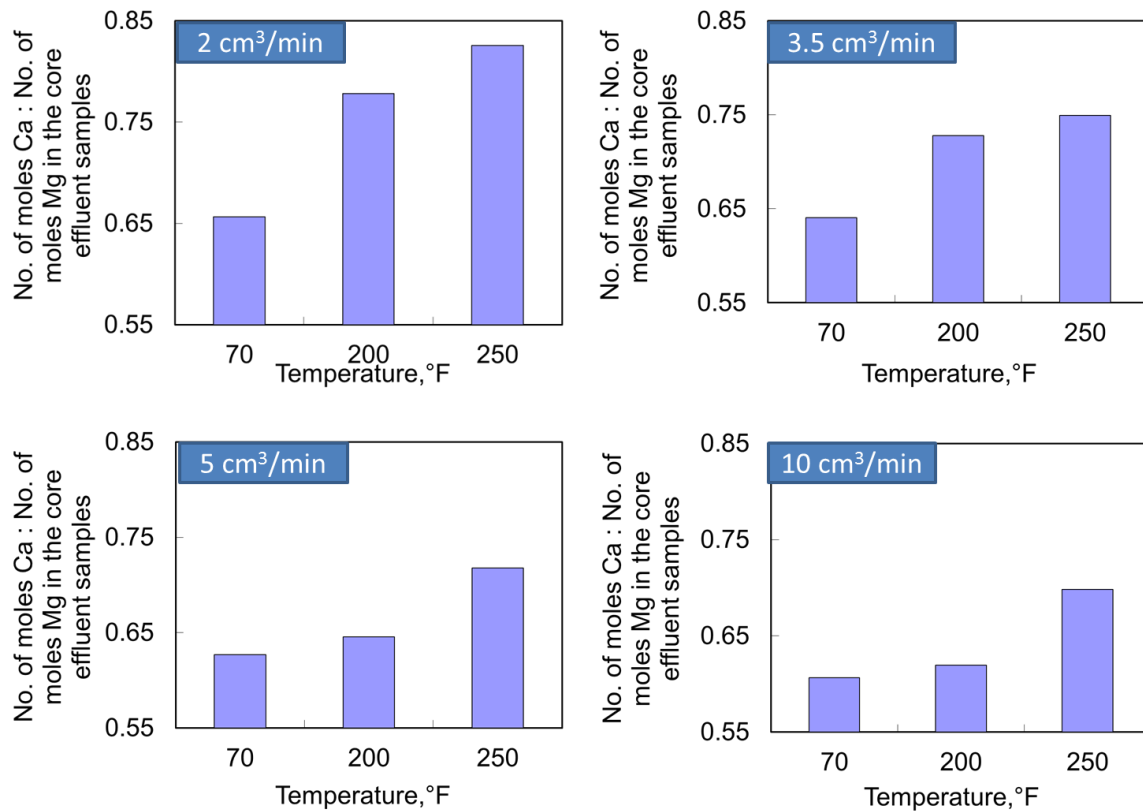 2 cm³/min
No. of moles Ca : No. of
moles Mg in the core
effluent samples
0.85
0.75
0.65
0.55
70 200 250
Temperature,°F
3.5 cm³/min
No. of moles Ca : No. of
moles Mg in the core
effluent samples
0.85
0.75
0.65
0.55
70 200 250
Temperature,°F
5 cm³/min
No. of moles Ca : No. of
moles Mg in the core
effluent samples
0.85
0.75
0.65
0.55
70 200 250
Temperature,°F
10 cm³/min
No. of moles Ca : No. of
moles Mg in the core
effluent samples
0.85
0.75
0.65
0.55
70 200 250
Temperature,°F